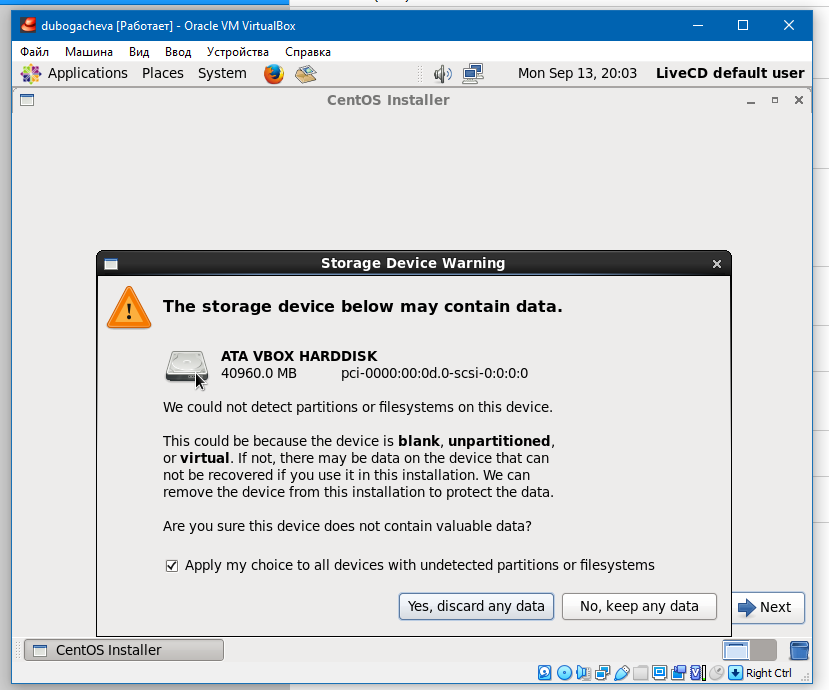 dubogacheva [Работает] - Oracle VM VirtualBox
Файл Машина Вид Ввод Устройства Справка
Applications Places System Mon Sep 13, 20:03 LiveCD default user
CentOS Installer
Storage Device Warning
The storage device below may contain data.
ATA VBOX HARDDISK
40960.0 MB pci-0000:00:0d.0-scsi-0:0:0:0
We could not detect partitions or filesystems on this device.
This could be because the device is blank, unpartitioned,
or virtual. If not, there may be data on the device that can
not be recovered if you use it in this installation. We can
remove the device from this installation to protect the data.
Are you sure this device does not contain valuable data?
Apply my choice to all devices with undetected partitions or filesystems
Yes, discard any data No, keep any data Next
CentOS Installer
Right Ctrl